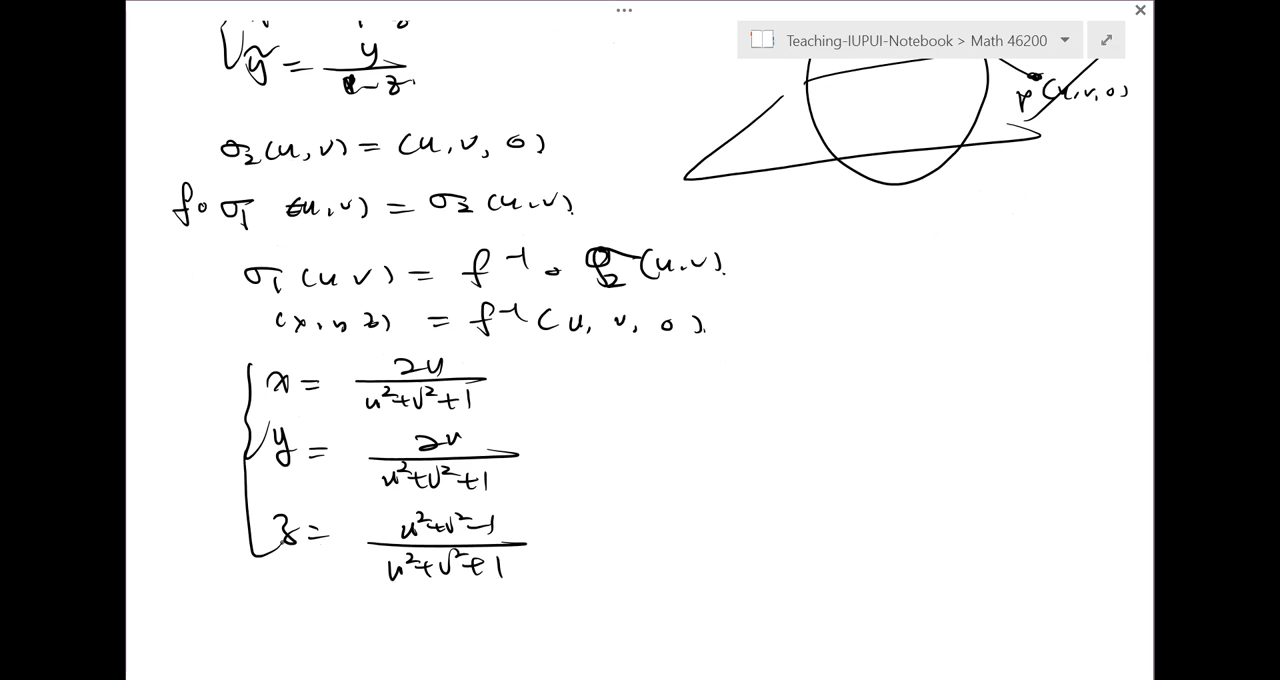 Teaching-IUPUI-Notebook > Math 46200
ỹ = y / 1-z
p(u, v, 0)
σ₂(u, v) = (u, v, 0)
f∘σ₁(u, v) = σ₂(u, v).
σ₁(u v) = f⁻¹∘σ₂(u, v).
(x, y, z) = f⁻¹(u, v, 0).
x = 2u / u²+v²+1
y = 2v / u²+v²+1
z = u²+v²-1 / u²+v²+1